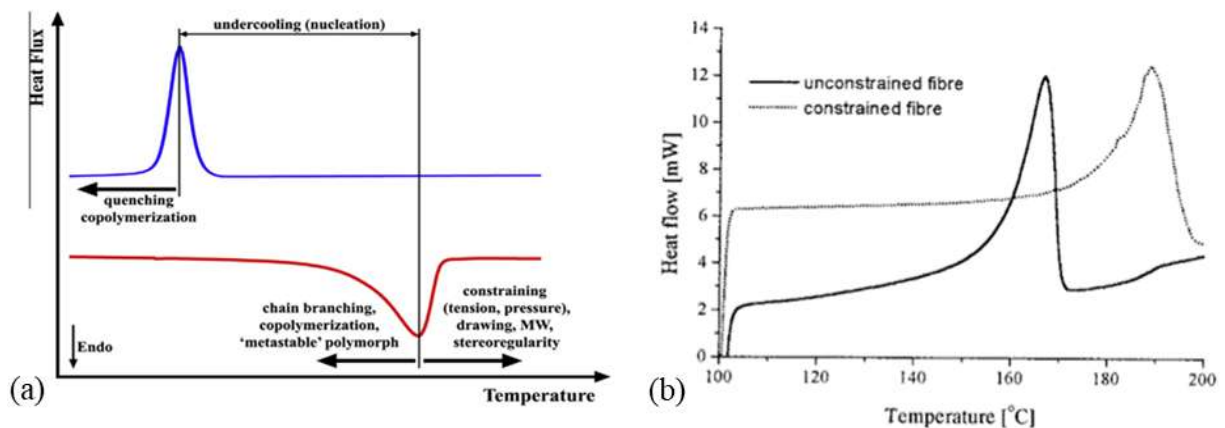 undercooling (nucleation)
Heat Flux
quenching
copolymerization
chain branching,
copolymerization,
'metastable' polymorph
constraining
(tension, pressure),
drawing, MW,
stereoregularity
Endo
Temperature
(a)
14
12
10
8
6
4
2
0
Heat flow [mW]
unconstrained fibre
constrained fibre
100 120 140 160 180 200
Temperature [°C]
(b)